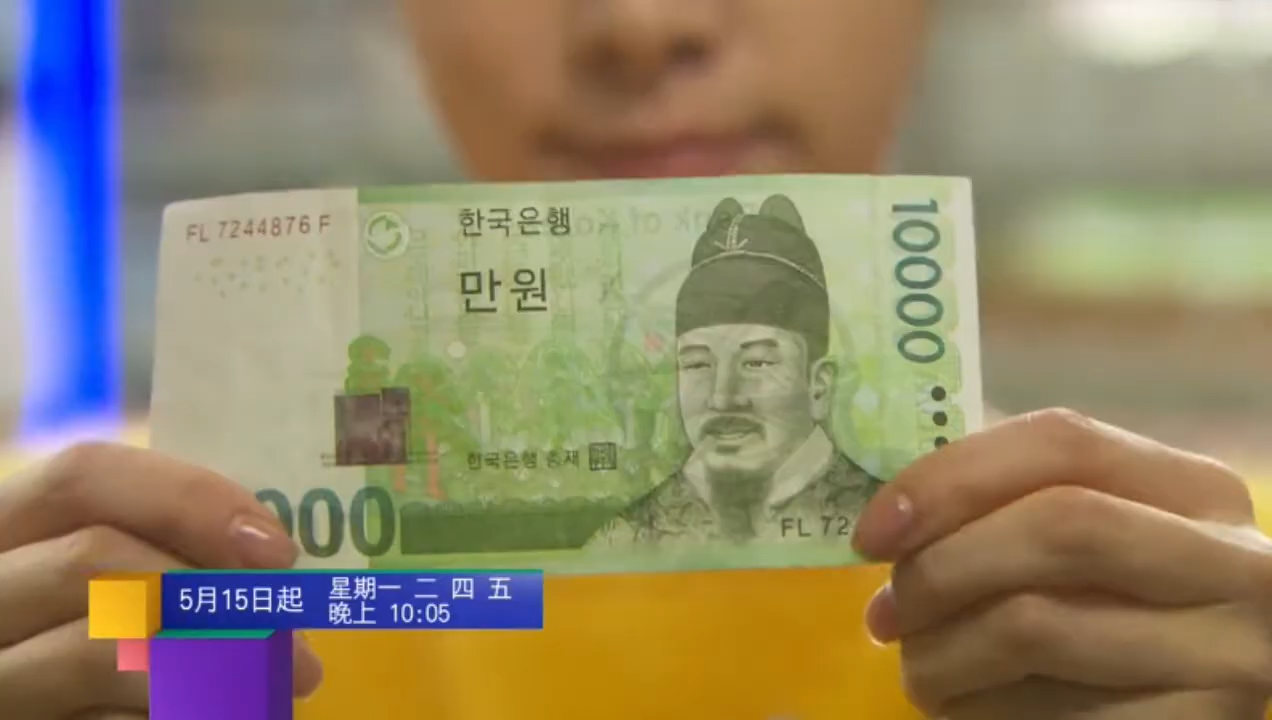 FL 7244876 F
한국은행
만원
10000
한국은행 총재
000
FL 72
5月15日起
星期一 二 四 五
晚上 10:05